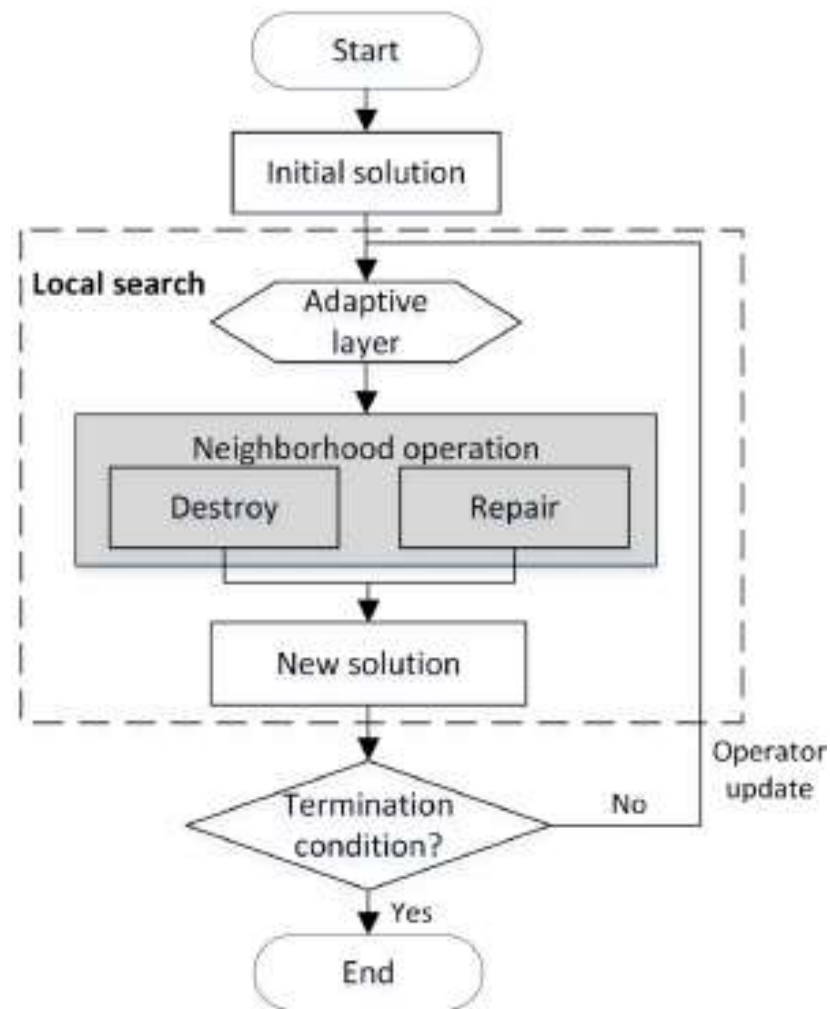 Start
Initial solution
Local search
Adaptive
layer
Neighborhood operation
Destroy
Repair
New solution
Operator
update
Termination
condition?
No
Yes
End